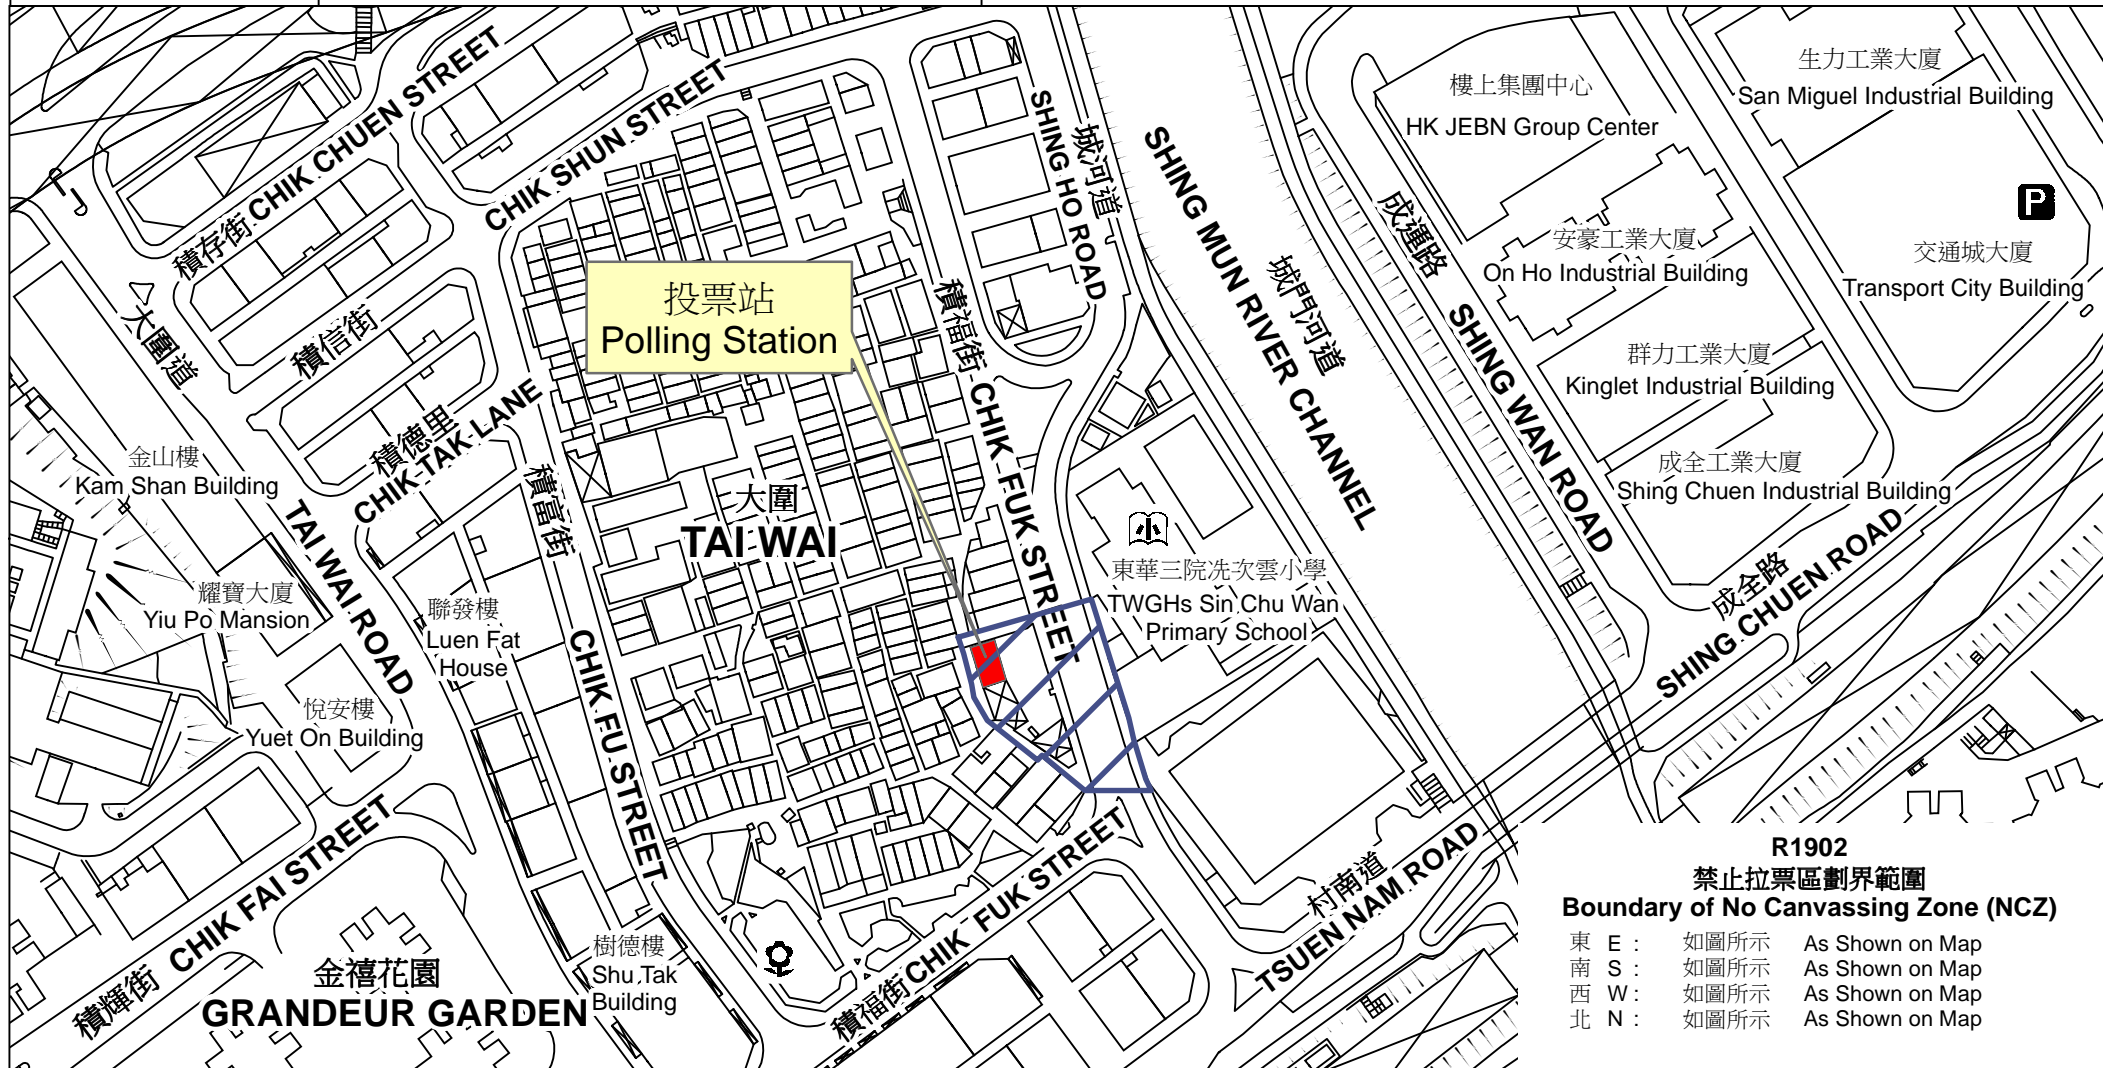 積存街 CHIK CHUEN STREET
CHIK SHUN STREET
SHING HO ROAD
城河道
SHING MUN RIVER CHANNEL
城門河道
樓上集團中心
HK JEBN Group Center
生力工業大廈
San Miguel Industrial Building
P
成運路 SHING WAN ROAD
安豪工業大廈
On Ho Industrial Building
交通城大廈
Transport City Building
群力工業大廈
Kinglet Industrial Building
成全工業大廈
Shing Chuen Industrial Building
成全路
SHING CHUEN ROAD
投票站
Polling Station
積福街 CHIK FUK STREET
大圍道
TAI WAI ROAD
積信街
積德里
CHIK TAK LANE
金山樓
Kam Shan Building
積富街
CHIK FU STREET
大圍
TAI WAI
東華三院冼次雲小學
TWGHs Sin Chu Wan
Primary School
耀寶大廈
Yiu Po Mansion
聯發樓
Luen Fat
House
悅安樓
Yuet On Building
積輝街 CHIK FAI STREET
金禧花園
GRANDEUR GARDEN
樹德樓
Shu Tak
Building
積福街 CHIK FUK STREET
村南道
TSUEN NAM ROAD
R1902
禁止拉票區劃界範圍
Boundary of No Canvassing Zone (NCZ)
東 E : 如圖所示 As Shown on Map
南 S : 如圖所示 As Shown on Map
西 W : 如圖所示 As Shown on Map
北 N : 如圖所示 As Shown on Map